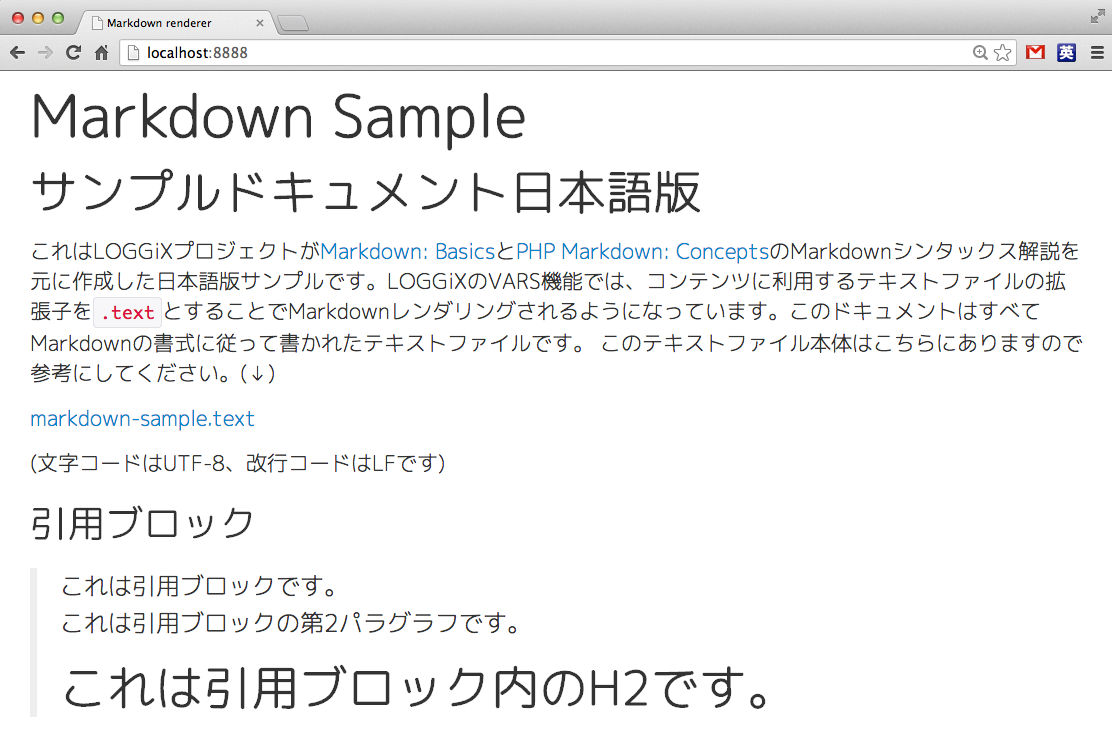 Markdown renderer
localhost:8888
英
Markdown Sample
サンプルドキュメント日本語版
これはLOGGiXプロジェクトがMarkdown: BasicsとPHP Markdown: ConceptsのMarkdownシンタックス解説を
元に作成した日本語版サンプルです。LOGGiXのVARS機能では、コンテンツに利用するテキストファイルの拡
張子を .text とすることでMarkdownレンダリングされるようになっています。このドキュメントはすべて
Markdownの書式に従って書かれたテキストファイルです。 このテキストファイル本体はこちらにありますので
参考にしてください。(↓)
markdown-sample.text
(文字コードはUTF-8、改行コードはLFです)
引用ブロック
これは引用ブロックです。
これは引用ブロックの第2パラグラフです。
これは引用ブロック内のH2です。